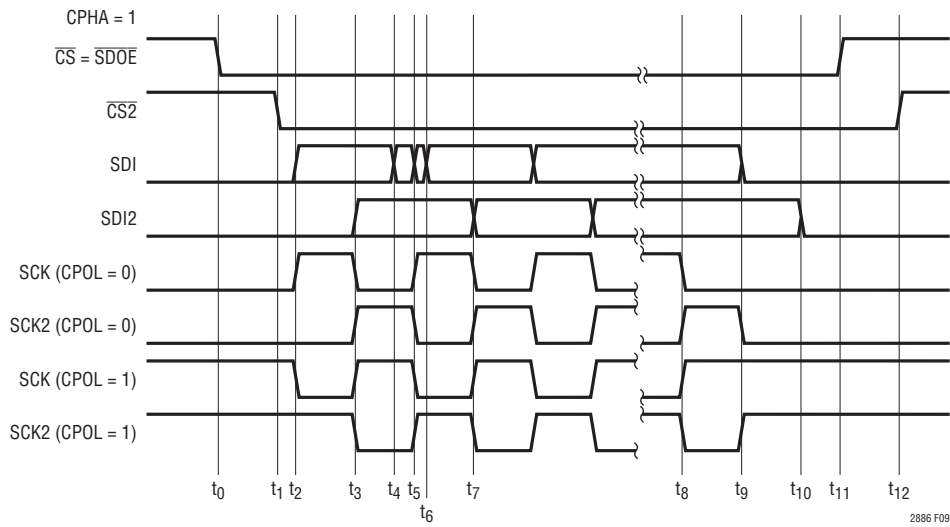 CPHA = 1
CS = SDOE
CS2
SDI
SDI2
SCK (CPOL = 0)
SCK2 (CPOL = 0)
SCK (CPOL = 1)
SCK2 (CPOL = 1)
t0 t1 t2 t3 t4 t5 t6 t7 t8 t9 t10 t11 t12
2886 F09